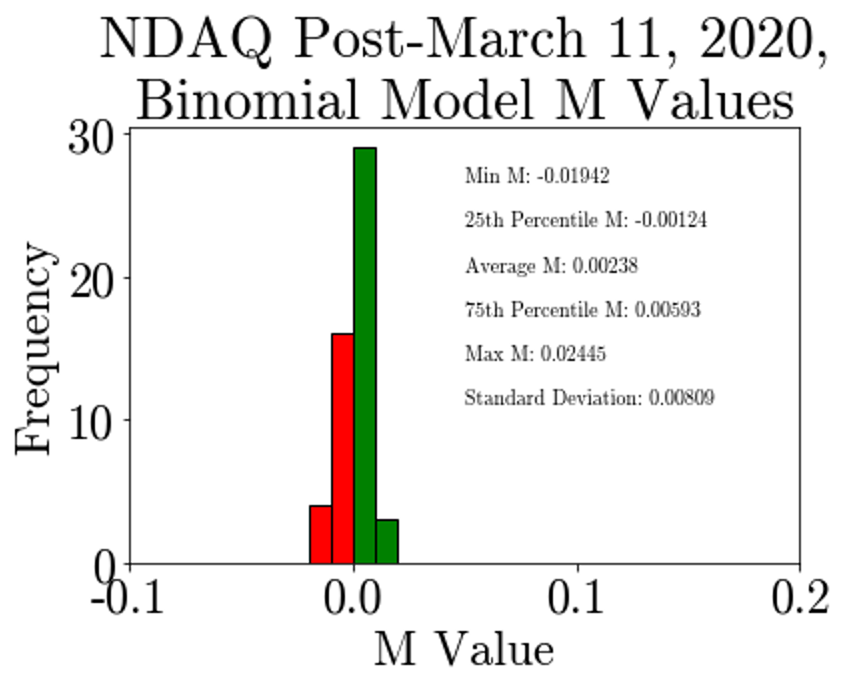 NDAQ Post-March 11, 2020,
Binomial Model M Values
30
20
10
0
Frequency
Min M: -0.01942
25th Percentile M: -0.00124
Average M: 0.00238
75th Percentile M: 0.00593
Max M: 0.02445
Standard Deviation: 0.00809
-0.1 0.0 0.1 0.2
M Value